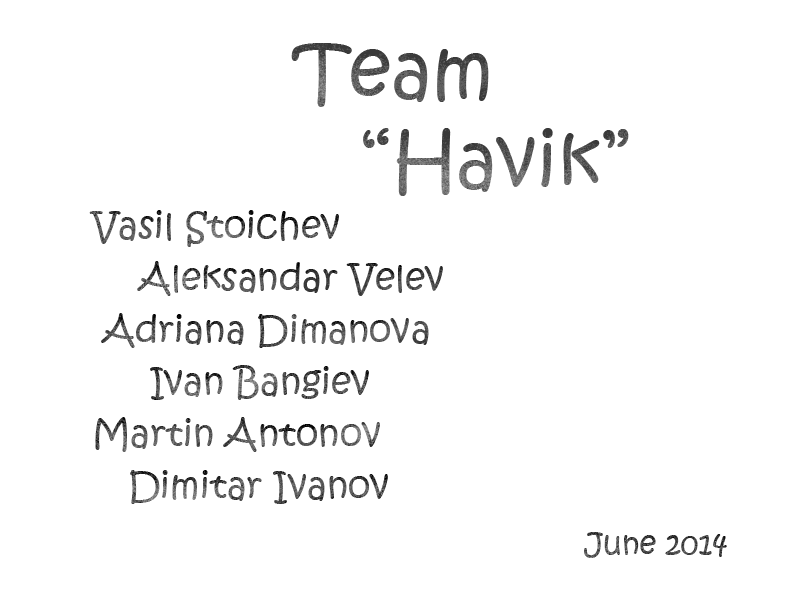 Team
“Havik”
Vasil Stoichev
Aleksandar Velev
Adriana Dimanova
Ivan Bangiev
Martin Antonov
Dimitar Ivanov
June 2014